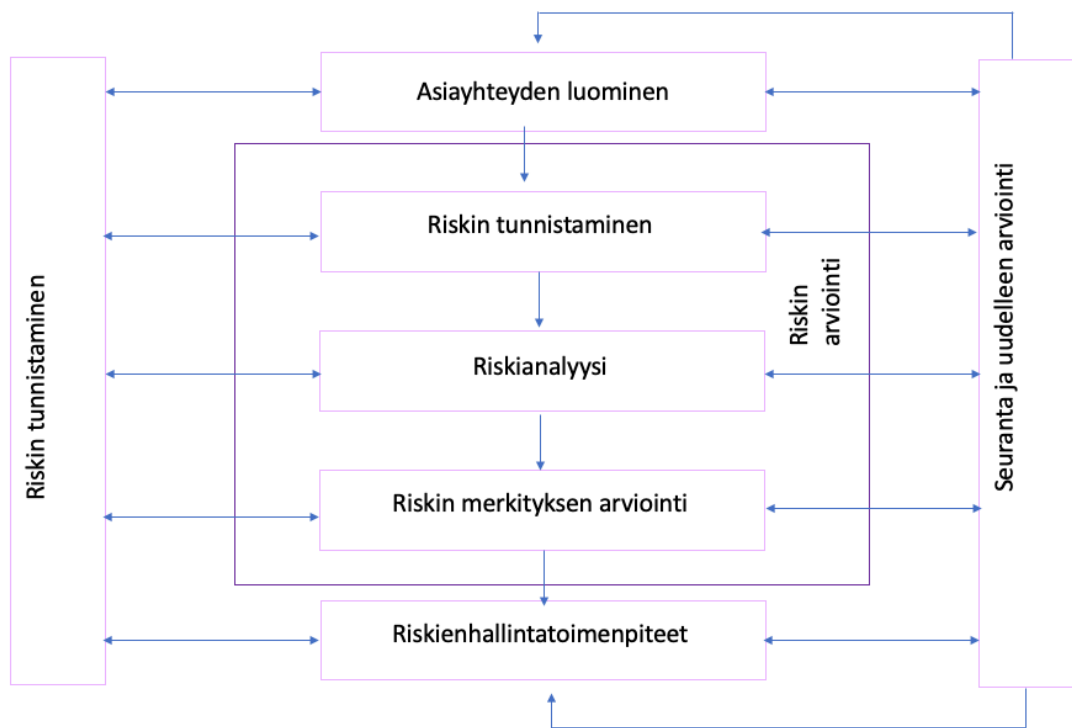 Asiayhteyden luominen
Riskin tunnistaminen
Riskin tunnistaminen
Riskin
arviointi
Riskianalyysi
Riskin merkityksen arviointi
Riskienhallintatoimenpiteet
Seuranta ja uudelleen arviointi